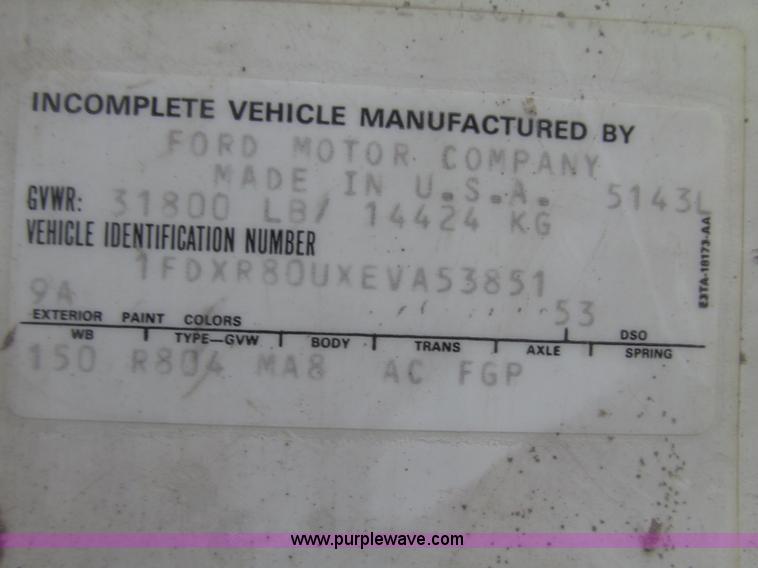 INCOMPLETE VEHICLE MANUFACTURED BY
FORD MOTOR COMPANY
MADE IN U.S.A. 5143L
GVWR: 31800 LB/ 14424 KG
VEHICLE IDENTIFICATION NUMBER
1FDXR80UXEVA53851
E3TA-18173-AA
9A 53
EXTERIOR PAINT COLORS DSO
WB TYPE—GVW BODY TRANS AXLE SPRING
150 R804 MA8 AC FGP
www.purplewave.com